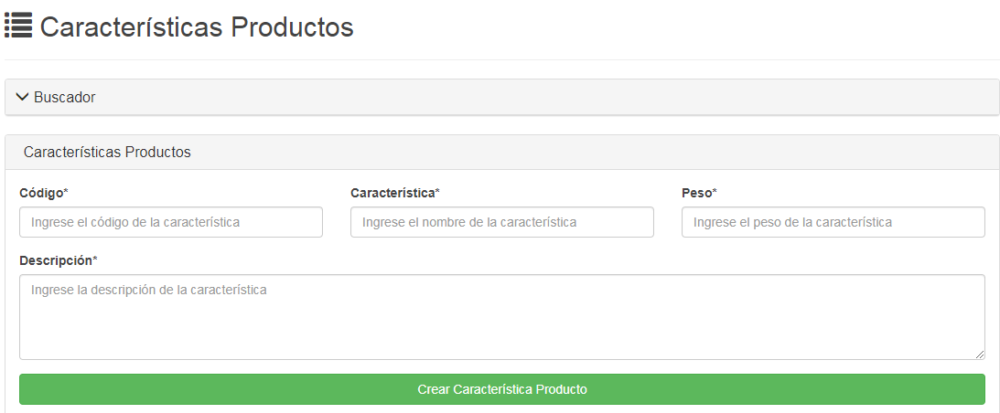 Características Productos
Buscador
Características Productos
Código* Característica* Peso*
Ingrese el código de la característica Ingrese el nombre de la característica Ingrese el peso de la característica
Descripción*
Ingrese la descripción de la característica
Crear Característica Producto